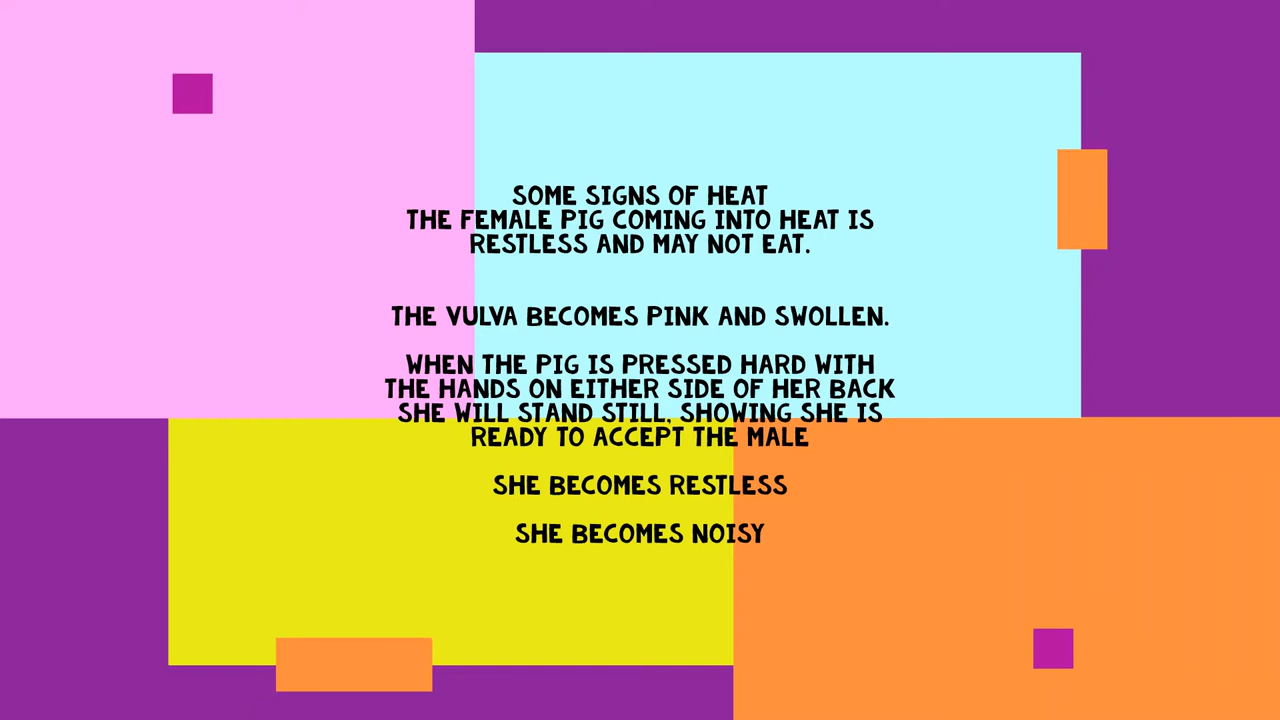 SOME SIGNS OF HEAT
THE FEMALE PIG COMING INTO HEAT IS
RESTLESS AND MAY NOT EAT.
THE VULVA BECOMES PINK AND SWOLLEN.
WHEN THE PIG IS PRESSED HARD WITH
THE HANDS ON EITHER SIDE OF HER BACK
SHE WILL STAND STILL, SHOWING SHE IS
READY TO ACCEPT THE MALE
SHE BECOMES RESTLESS
SHE BECOMES NOISY